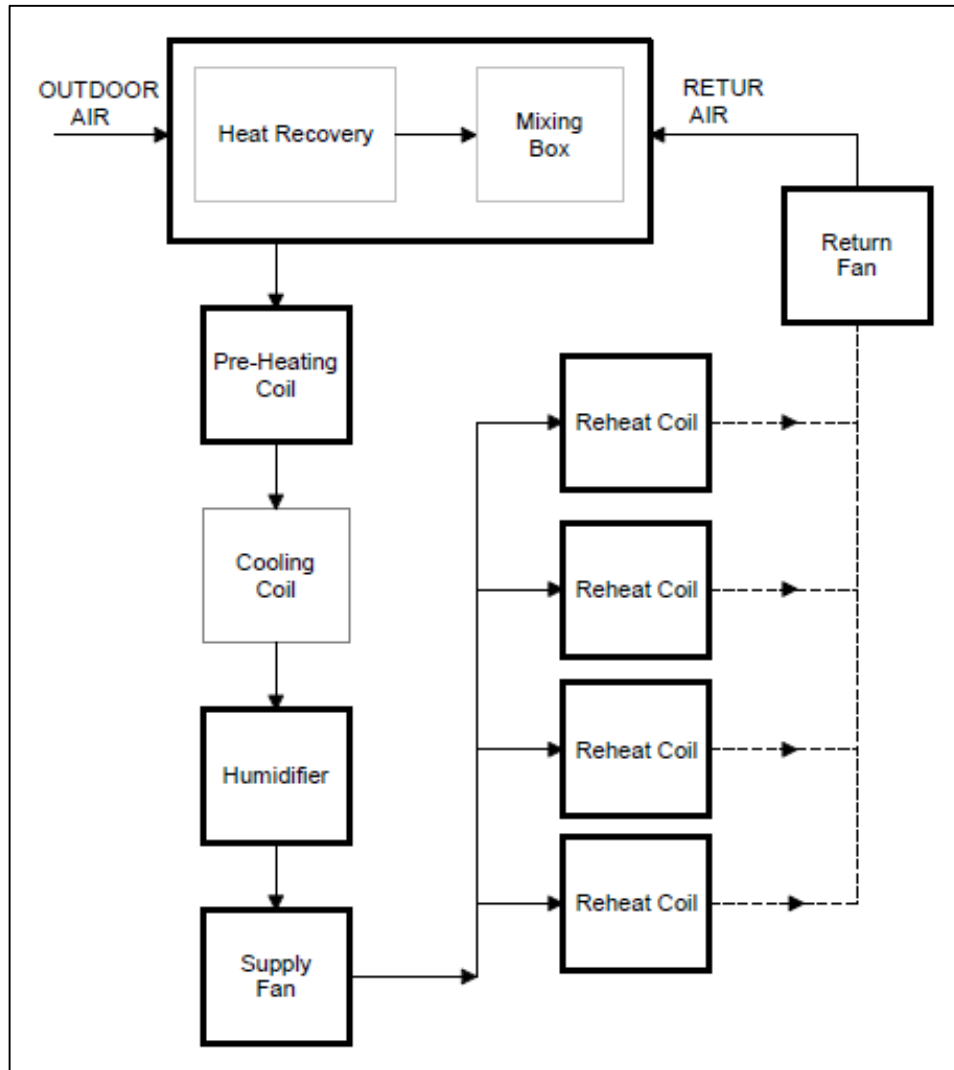 OUTDOOR
AIR
Heat Recovery
Mixing
Box
RETUR
AIR
Return
Fan
Pre-Heating
Coil
Reheat Coil
Cooling
Coil
Reheat Coil
Humidifier
Reheat Coil
Reheat Coil
Supply
Fan